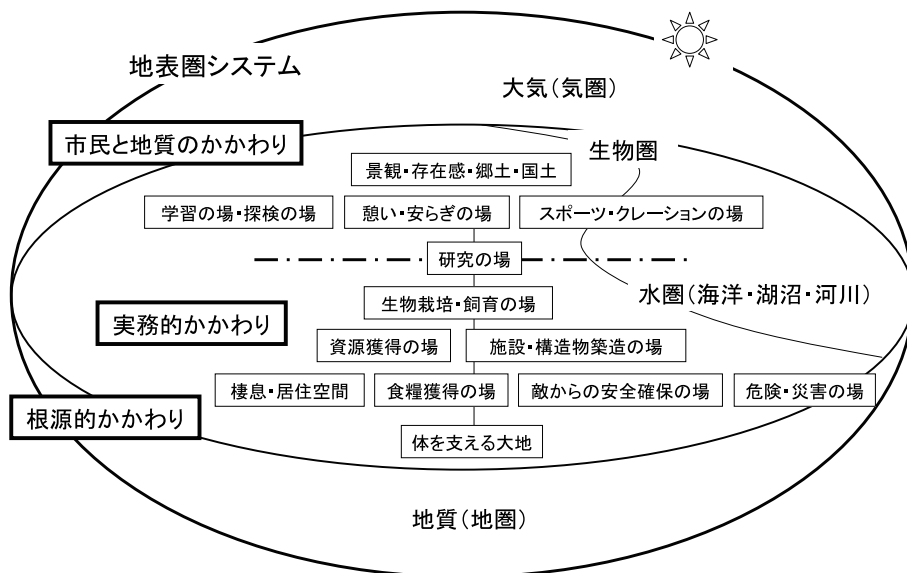 地表圏システム
大気（気圏）
市民と地質のかかわり
生物圏
景観・存在感・郷土・国土
学習の場・探検の場
憩い・安らぎの場
スポーツ・クレーションの場
研究の場
水圏（海洋・湖沼・河川）
生物栽培・飼育の場
実務的かかわり
資源獲得の場
施設・構造物築造の場
棲息・居住空間
食糧獲得の場
敵からの安全確保の場
危険・災害の場
根源的かかわり
体を支える大地
地質（地圏）